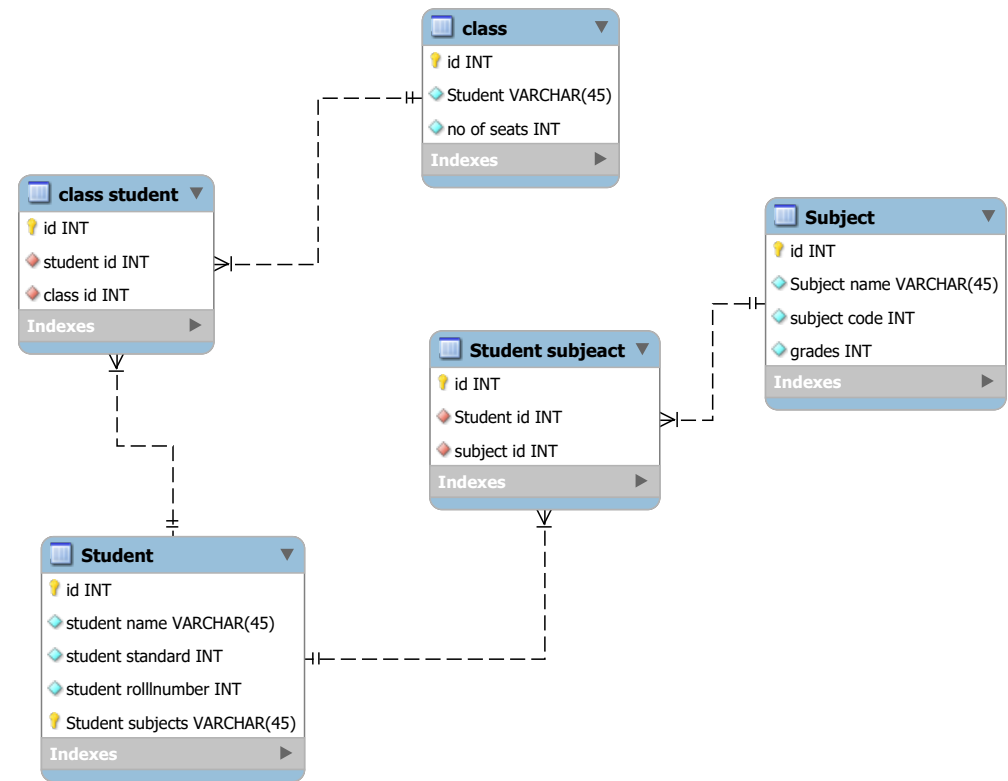 class
id INT
Student VARCHAR(45)
no of seats INT
Indexes
class student
id INT
student id INT
class id INT
Indexes
Subject
id INT
Subject name VARCHAR(45)
subject code INT
grades INT
Indexes
Student subjeact
id INT
Student id INT
subject id INT
Indexes
Student
id INT
student name VARCHAR(45)
student standard INT
student rolllnumber INT
Student subjects VARCHAR(45)
Indexes